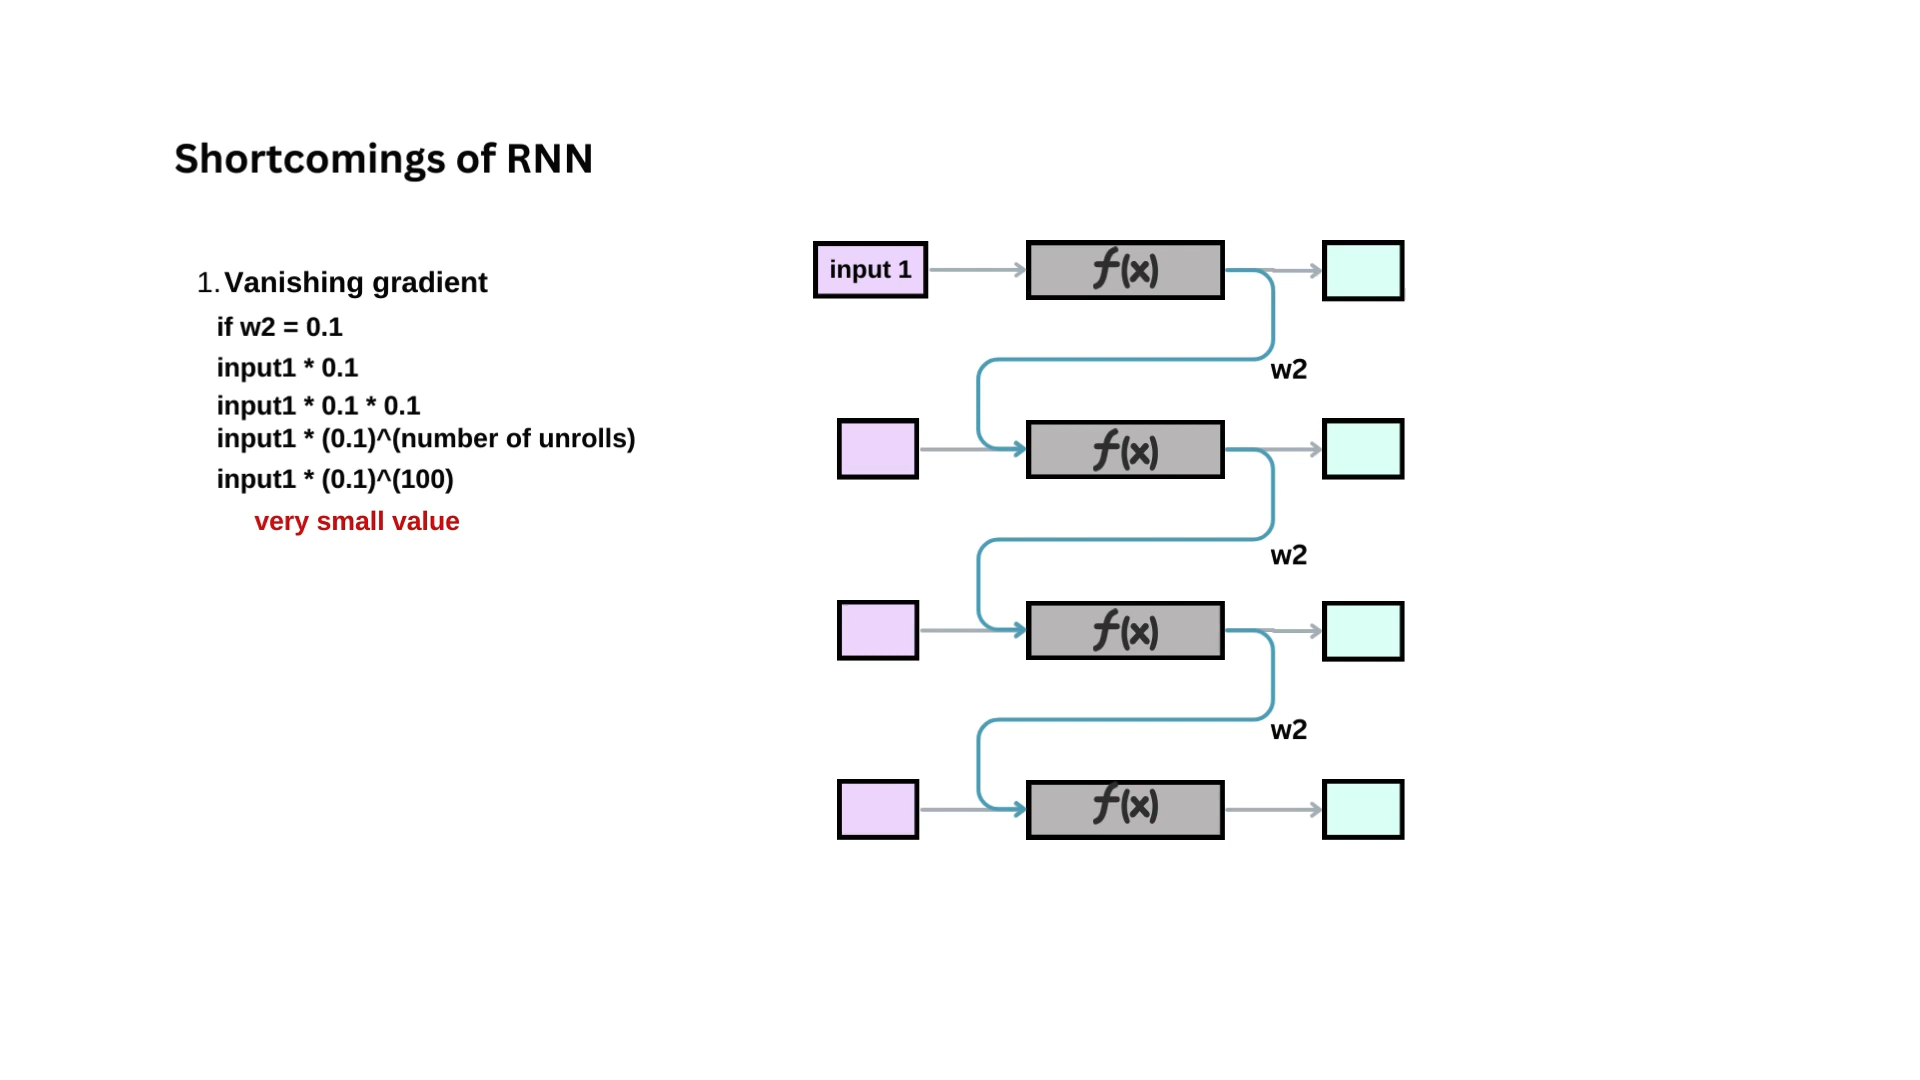 Shortcomings of RNN
1. Vanishing gradient
if w2 = 0.1
input1 * 0.1
input1 * 0.1 * 0.1
input1 * (0.1)^(number of unrolls)
input1 * (0.1)^(100)
very small value
input 1
f(x)
w2
f(x)
w2
f(x)
w2
f(x)